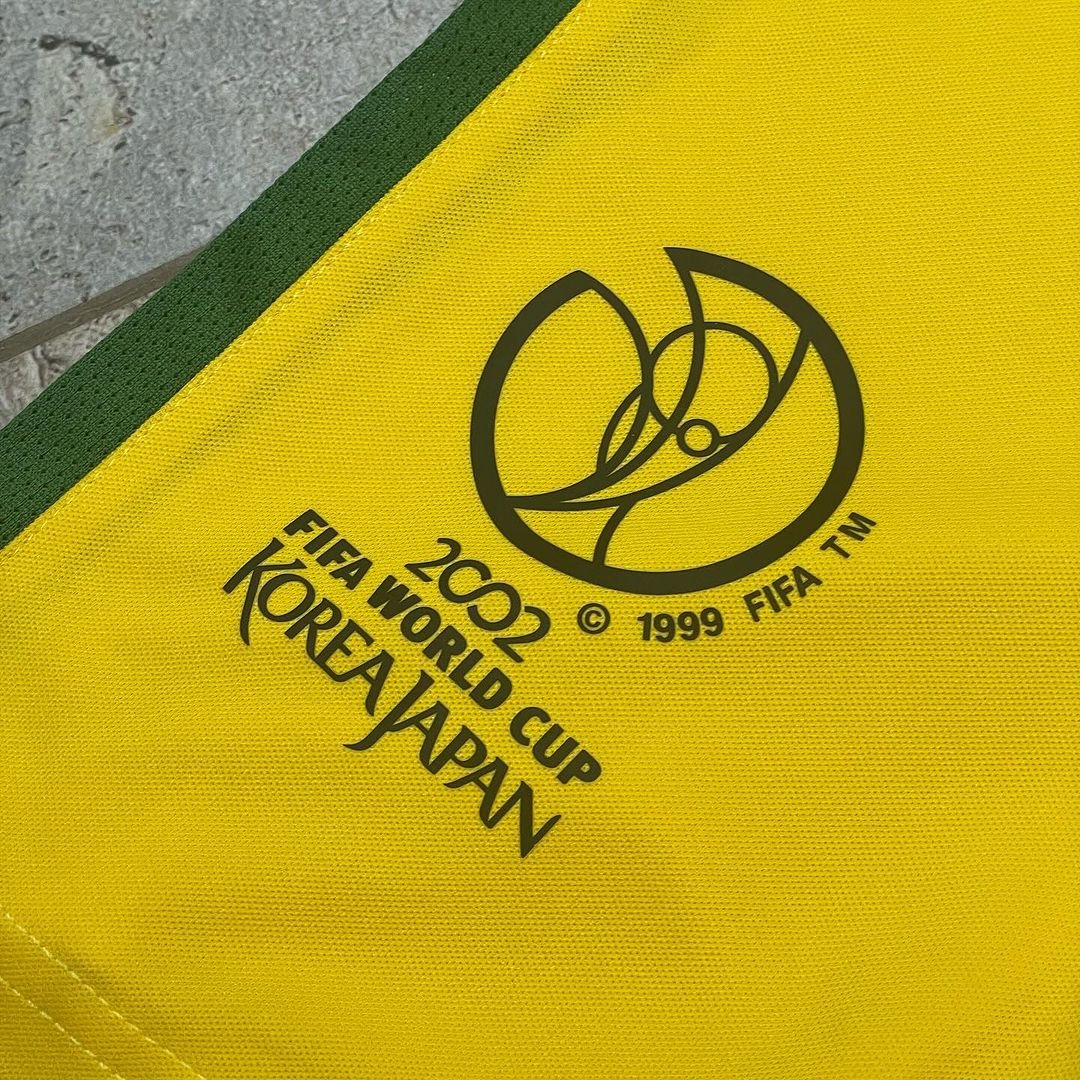 © 1999 FIFA TM
2002
FIFA WORLD CUP
KOREA JAPAN